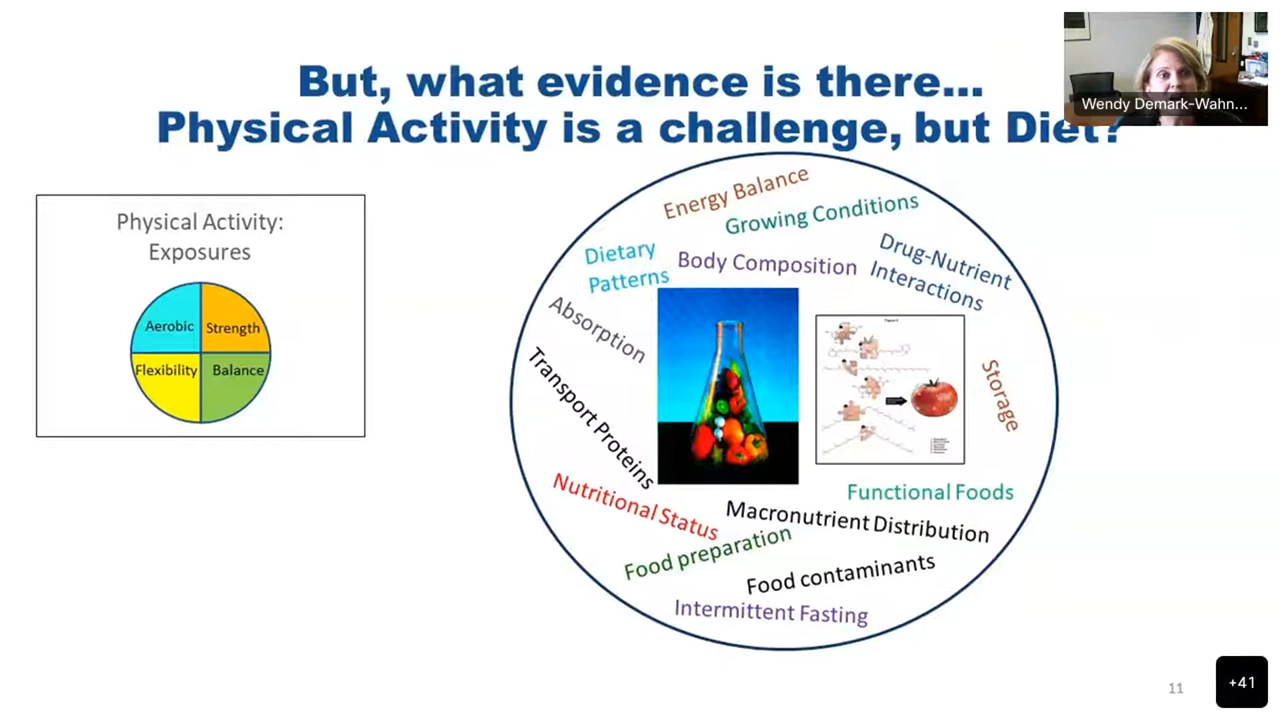 Wendy Demark-Wahn...
But, what evidence is there...
Physical Activity is a challenge, but Diet?
Physical Activity:
Exposures
Aerobic
Strength
Flexibility
Balance
Energy Balance
Growing Conditions
Dietary
Patterns
Body Composition
Drug-Nutrient
Interactions
Absorption
Transport Proteins
Storage
Nutritional Status
Functional Foods
Macronutrient Distribution
Food preparation
Food contaminants
Intermittent Fasting
11
+41